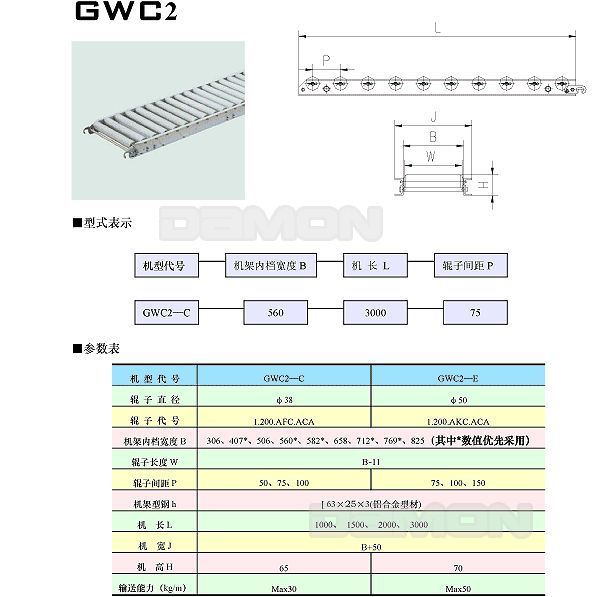 GWC2
L
P
J
B
W
H
DAMON
■型式表示
机型代号 机架内档宽度 B 机 长 L 辊子间距 P
GWC2—C 560 3000 75
■参数表
机 型 代 号 GWC2—C GWC2—E
辊 子 直 径 φ38 φ50
辊 子 代 号 1.200.AFC.ACA 1.200.AKC.ACA
机架内档宽度 B 306、407*、506、560*、582*、658、712*、769*、825 (其中*数值优先采用)
辊子长度 W B-11
辊子间距 P 50、75、100 75、100、150
机架型钢 h [ 63×25×3(铝合金型材)
机 长 L 1000、 1500、 2000、 3000
DAMON
机 宽 J B+50
机 高 H 65 70
输送能力 (kg/m) Max30 Max50